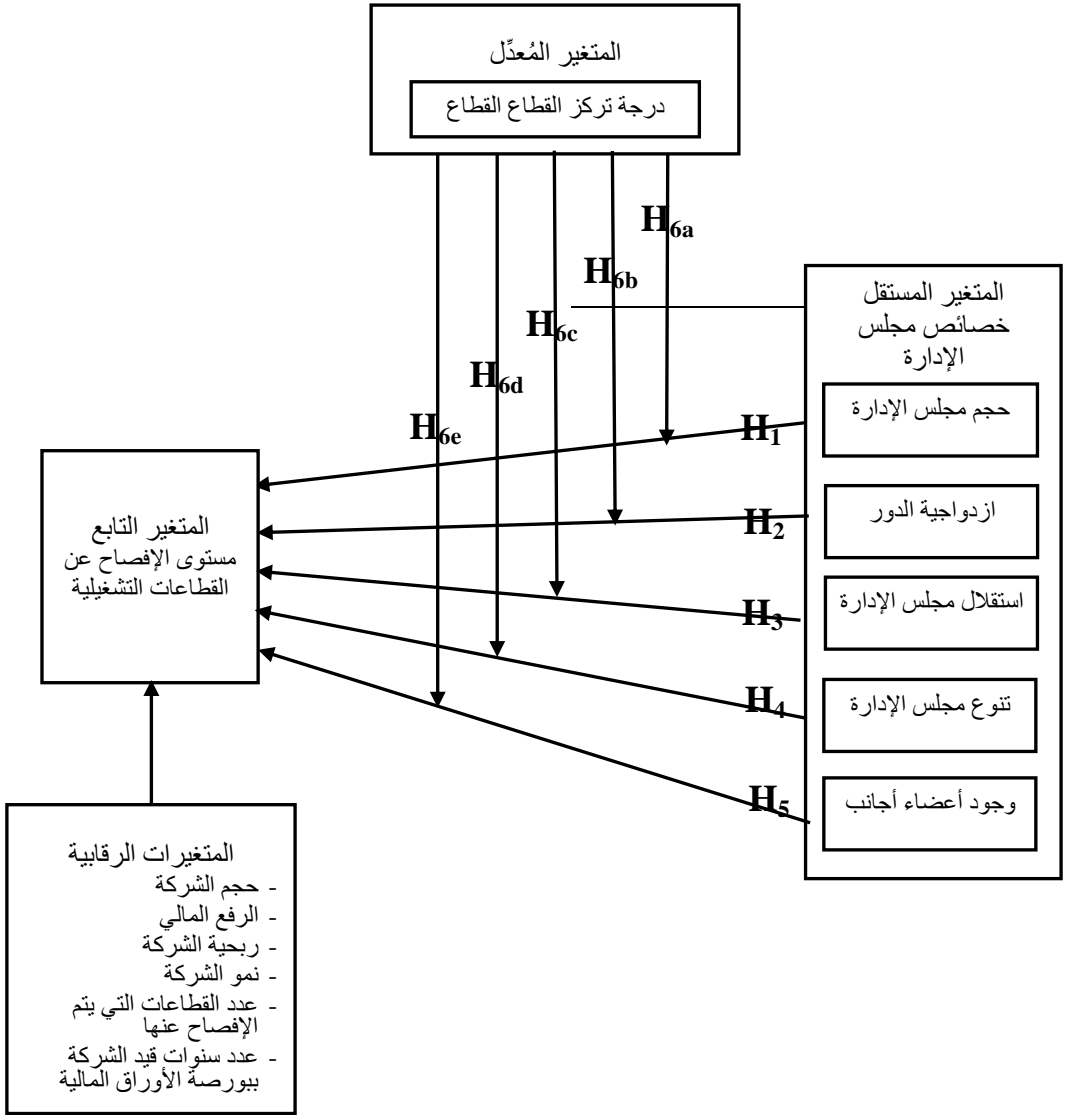 المتغير المُعدِّل
درجة تركز القطاع القطاع
H6a
H6b
H6c
H6d
H6e
المتغير المستقل
خصائص مجلس
الإدارة
حجم مجلس الإدارة
ازدواجية الدور
استقلال مجلس الإدارة
تنوع مجلس الإدارة
وجود أعضاء أجانب
H1
H2
H3
H4
H5
المتغير التابع
مستوى الإفصاح عن
القطاعات التشغيلية
المتغيرات الرقابية
- حجم الشركة
- الرفع المالي
- ربحية الشركة
- نمو الشركة
- عدد القطاعات التي يتم
الإفصاح عنها
- عدد سنوات قيد الشركة
ببورصة الأوراق المالية